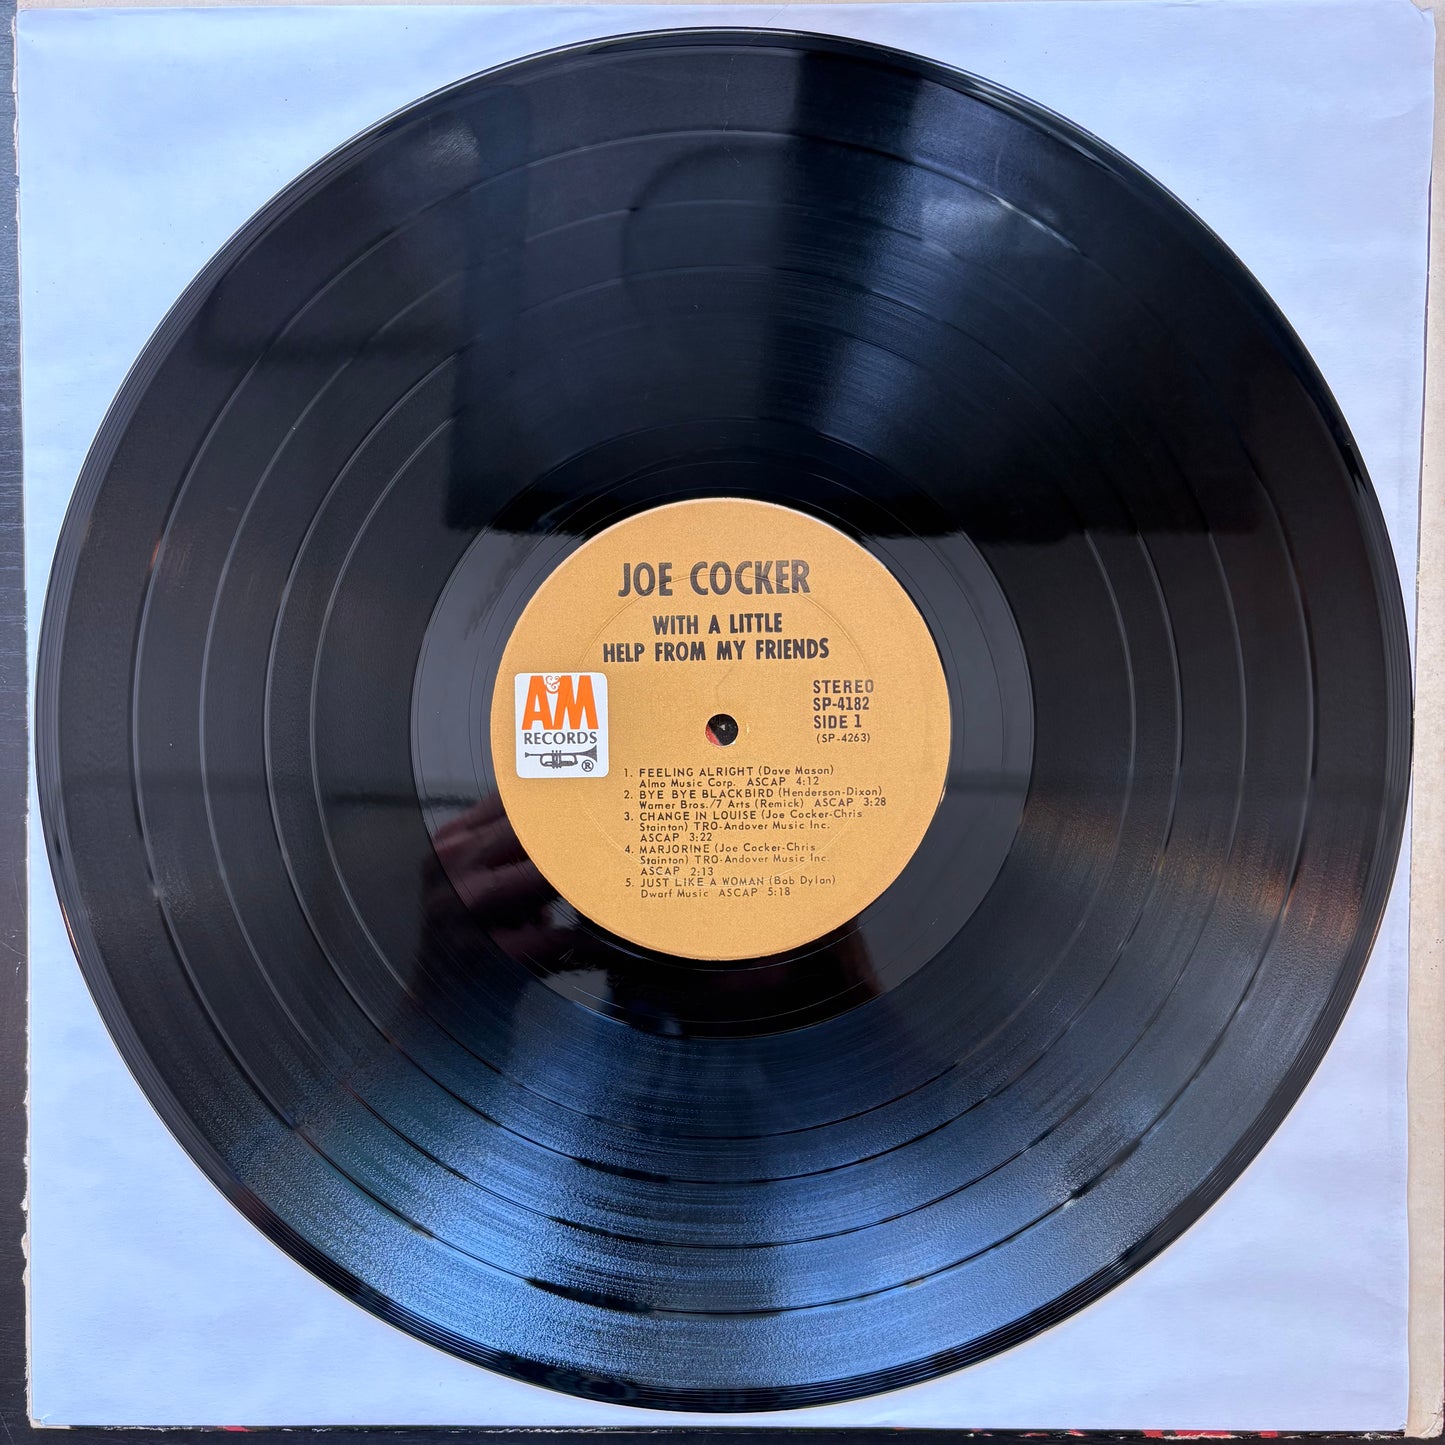 JOE COCKER
WITH A LITTLE
HELP FROM MY FRIENDS
A&M
RECORDS
®
STEREO
SP-4182
SIDE 1
(SP-4263)
1. FEELING ALRIGHT (Dave Mason)
Almo Music Corp. ASCAP 4:12
2. BYE BYE BLACKBIRD (Henderson-Dixon)
Warner Bros./7 Arts (Remick) ASCAP 3:28
3. CHANGE IN LOUISE (Joe Cocker-Chris
Stainton) TRO-Andover Music Inc.
ASCAP 3:22
4. MARJORINE (Joe Cocker-Chris
Stainton) TRO-Andover Music Inc.
ASCAP 2:13
5. JUST LIKE A WOMAN (Bob Dylan)
Dwarf Music ASCAP 5:18